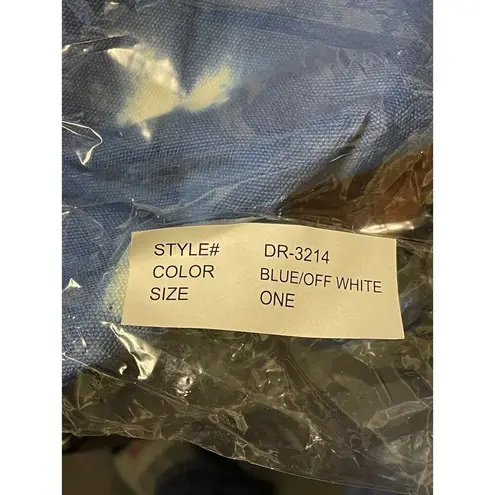 STYLE# DR-3214
COLOR BLUE/OFF WHITE
SIZE ONE